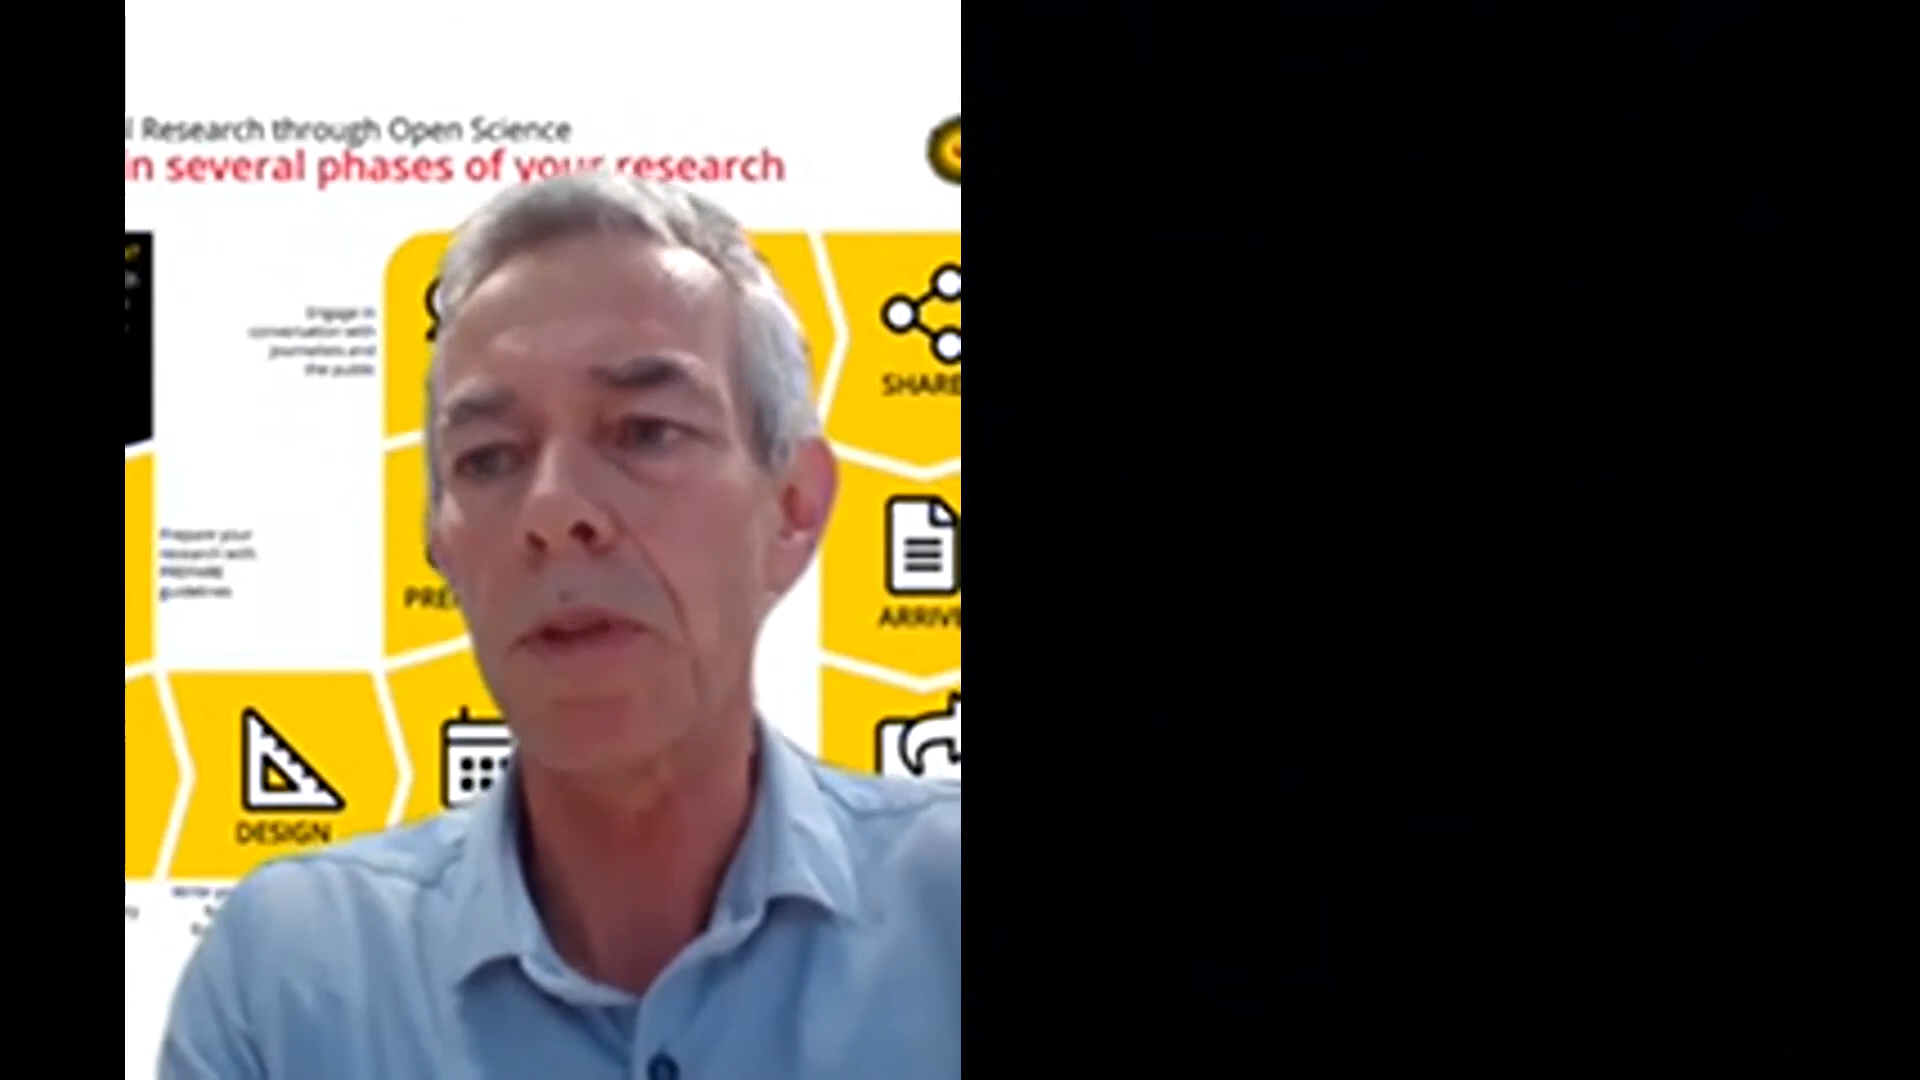 l Research through Open Science
in several phases of your research
Engage in
conversation with
journalists and
the public
SHARE
Prepare your
research with
PREPARE
guidelines
PRE
ARRIVE
DESIGN